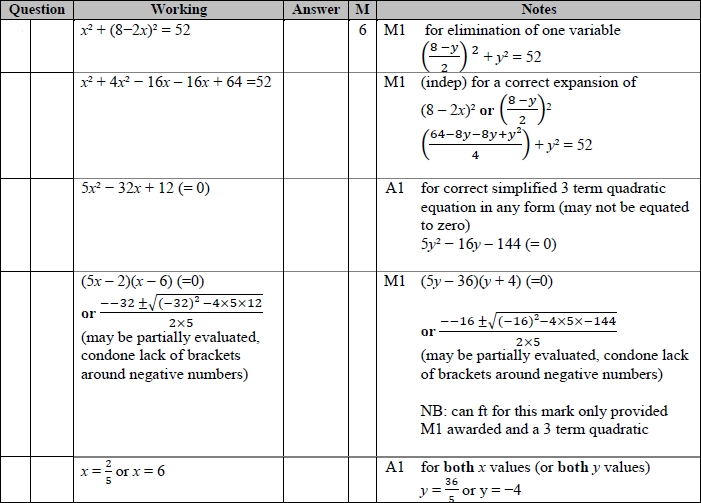 Question Working Answer M Notes
x² + (8−2x)² = 52 6 M1 for elimination of one variable
((8 − y)/2)² + y² = 52
x² + 4x² − 16x − 16x + 64 =52 M1 (indep) for a correct expansion of
(8 − 2x)² or ((8 − y)/2)²
((64−8y−8y+y²)/4) + y² = 52
5x² − 32x + 12 (= 0) A1 for correct simplified 3 term quadratic
equation in any form (may not be equated
to zero)
5y² − 16y − 144 (= 0)
(5x − 2)(x − 6) (=0) M1 (5y − 36)(y + 4) (=0)
or (−−32 ±√((−32)² −4×5×12))/(2×5)
(may be partially evaluated,
condone lack of brackets
around negative numbers)
or (−−16 ±√((−16)²−4×5×−144))/(2×5)
(may be partially evaluated, condone lack
of brackets around negative numbers)
NB: can ft for this mark only provided
M1 awarded and a 3 term quadratic
x = 2/5 or x = 6 A1 for both x values (or both y values)
y = 36/5 or y = −4